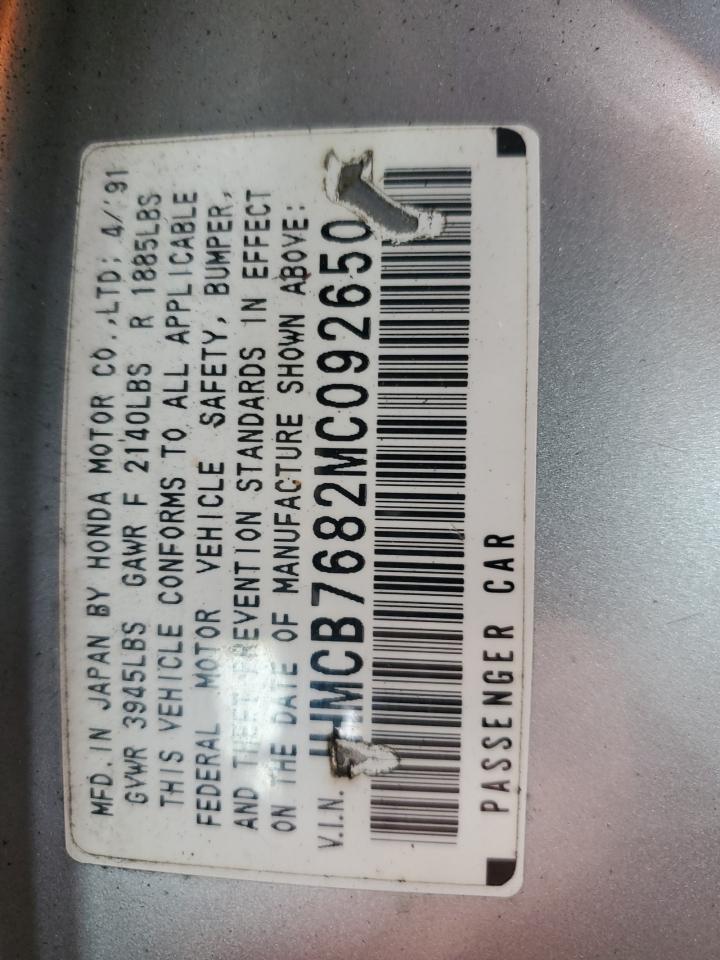 MFD. IN JAPAN BY HONDA MOTOR CO.,LTD; 4/'91
GVWR 3945LBS GAWR F 2140LBS R 1885LBS
THIS VEHICLE CONFORMS TO ALL APPLICABLE
FEDERAL MOTOR VEHICLE SAFETY, BUMPER,
AND THEFT PREVENTION STANDARDS IN EFFECT
ON THE DATE OF MANUFACTURE SHOWN ABOVE:
V.I.N. JHMCB7682MC092650
PASSENGER CAR